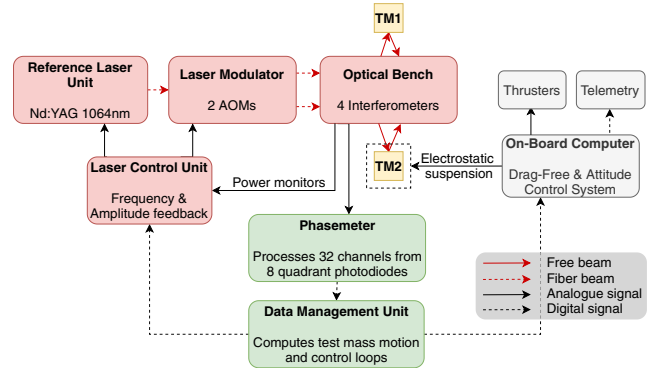 TM1
Reference Laser
Unit
Nd:YAG 1064nm
Laser Modulator
2 AOMs
Optical Bench
4 Interferometers
Thrusters
Telemetry
On-Board Computer
Drag-Free & Attitude
Control System
TM2
Electrostatic
suspension
Laser Control Unit
Frequency &
Amplitude feedback
Power monitors
Phasemeter
Processes 32 channels from
8 quadrant photodiodes
Free beam
Fiber beam
Analogue signal
Digital signal
Data Management Unit
Computes test mass motion
and control loops